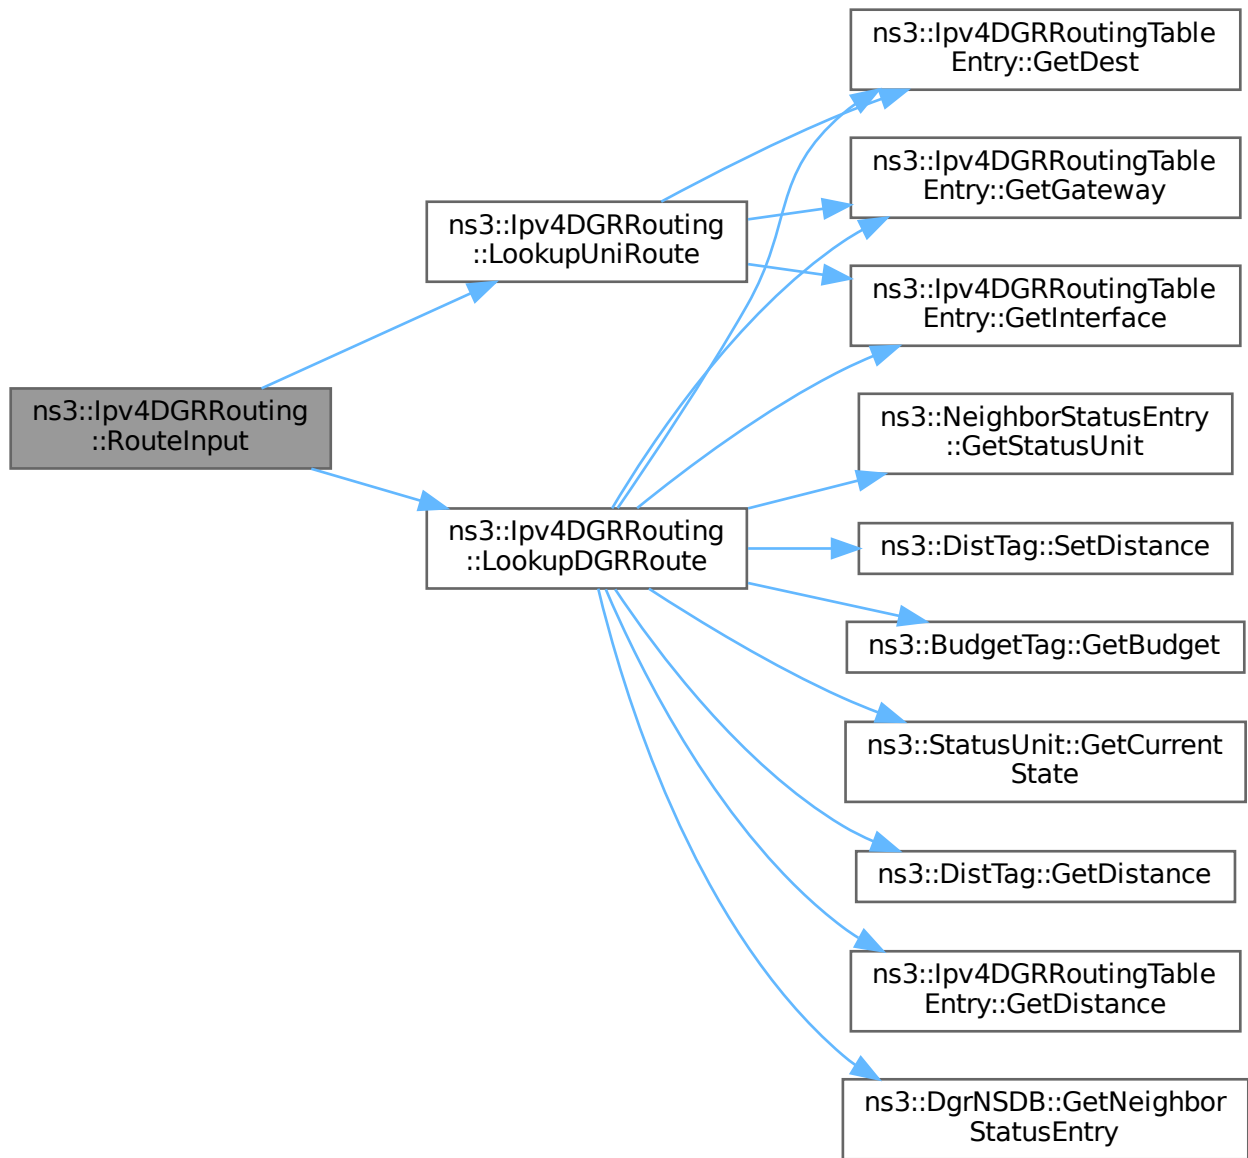 ns3::Ipv4DGRRouting
::RouteInput
ns3::Ipv4DGRRouting
::LookupUniRoute
ns3::Ipv4DGRRouting
::LookupDGRRoute
ns3::Ipv4DGRRoutingTable
Entry::GetDest
ns3::Ipv4DGRRoutingTable
Entry::GetGateway
ns3::Ipv4DGRRoutingTable
Entry::GetInterface
ns3::NeighborStatusEntry
::GetStatusUnit
ns3::DistTag::SetDistance
ns3::BudgetTag::GetBudget
ns3::StatusUnit::GetCurrent
State
ns3::DistTag::GetDistance
ns3::Ipv4DGRRoutingTable
Entry::GetDistance
ns3::DgrNSDB::GetNeighbor
StatusEntry